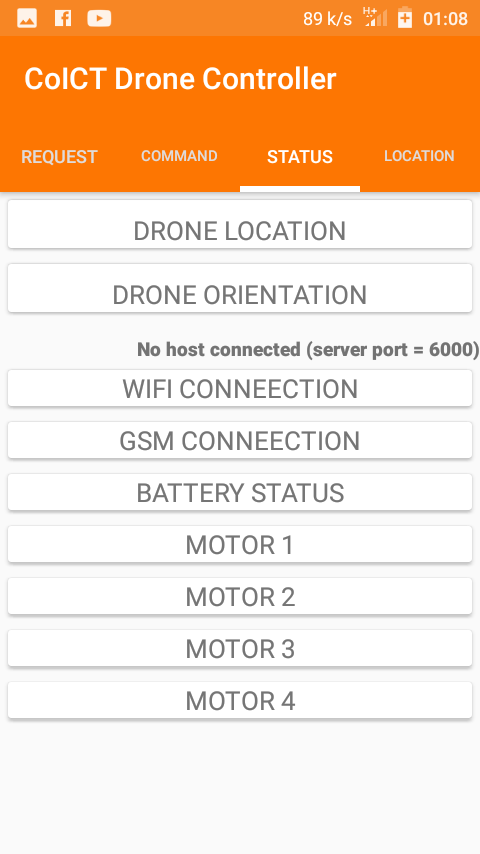 89 k/s H+ 01:08
CoICT Drone Controller
REQUEST COMMAND STATUS LOCATION
DRONE LOCATION
DRONE ORIENTATION
No host connected (server port = 6000)
WIFI CONNEECTION
GSM CONNEECTION
BATTERY STATUS
MOTOR 1
MOTOR 2
MOTOR 3
MOTOR 4